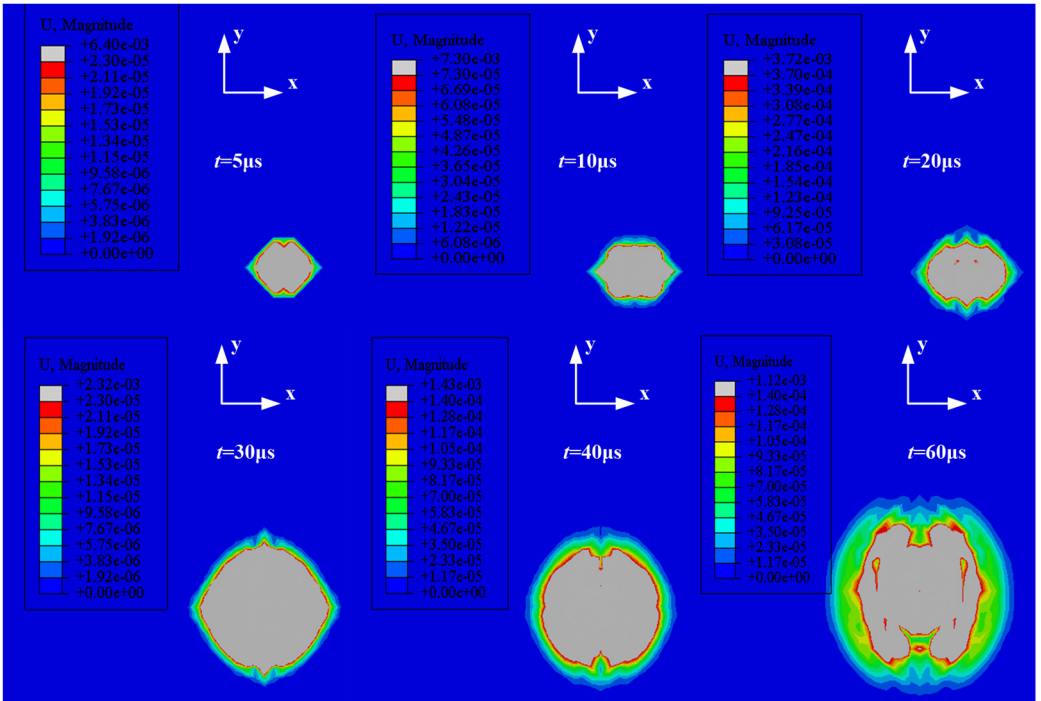 U, Magnitude
+6.40e-03
+2.30e-05
+2.11e-05
+1.92e-05
+1.73e-05
+1.53e-05
+1.34e-05
+1.15e-05
+9.58e-06
+7.67e-06
+5.75e-06
+3.83e-06
+1.92e-06
+0.00e+00
y
x
t=5μs
U, Magnitude
+7.30e-03
+7.30e-05
+6.69e-05
+6.08e-05
+5.48e-05
+4.87e-05
+4.26e-05
+3.65e-05
+3.04e-05
+2.43e-05
+1.83e-05
+1.22e-05
+6.08e-06
+0.00e+00
y
x
t=10μs
U, Magnitude
+3.72e-03
+3.70e-04
+3.39e-04
+3.08e-04
+2.77e-04
+2.47e-04
+2.16e-04
+1.85e-04
+1.54e-04
+1.23e-04
+9.25e-05
+6.17e-05
+3.08e-05
+0.00e+00
y
x
t=20μs
U, Magnitude
+2.32e-03
+2.30e-05
+2.11e-05
+1.92e-05
+1.73e-05
+1.53e-05
+1.34e-05
+1.15e-05
+9.58e-06
+7.67e-06
+5.75e-06
+3.83e-06
+1.92e-06
+0.00e+00
y
x
t=30μs
U, Magnitude
+1.43e-03
+1.40e-04
+1.28e-04
+1.17e-04
+1.05e-04
+9.33e-05
+8.17e-05
+7.00e-05
+5.83e-05
+4.67e-05
+3.50e-05
+2.33e-05
+1.17e-05
+0.00e+00
y
x
t=40μs
U, Magnitude
+1.12e-03
+1.40e-04
+1.28e-04
+1.17e-04
+1.05e-04
+9.33e-05
+8.17e-05
+7.00e-05
+5.83e-05
+4.67e-05
+3.50e-05
+2.33e-05
+1.17e-05
+0.00e+00
y
x
t=60μs